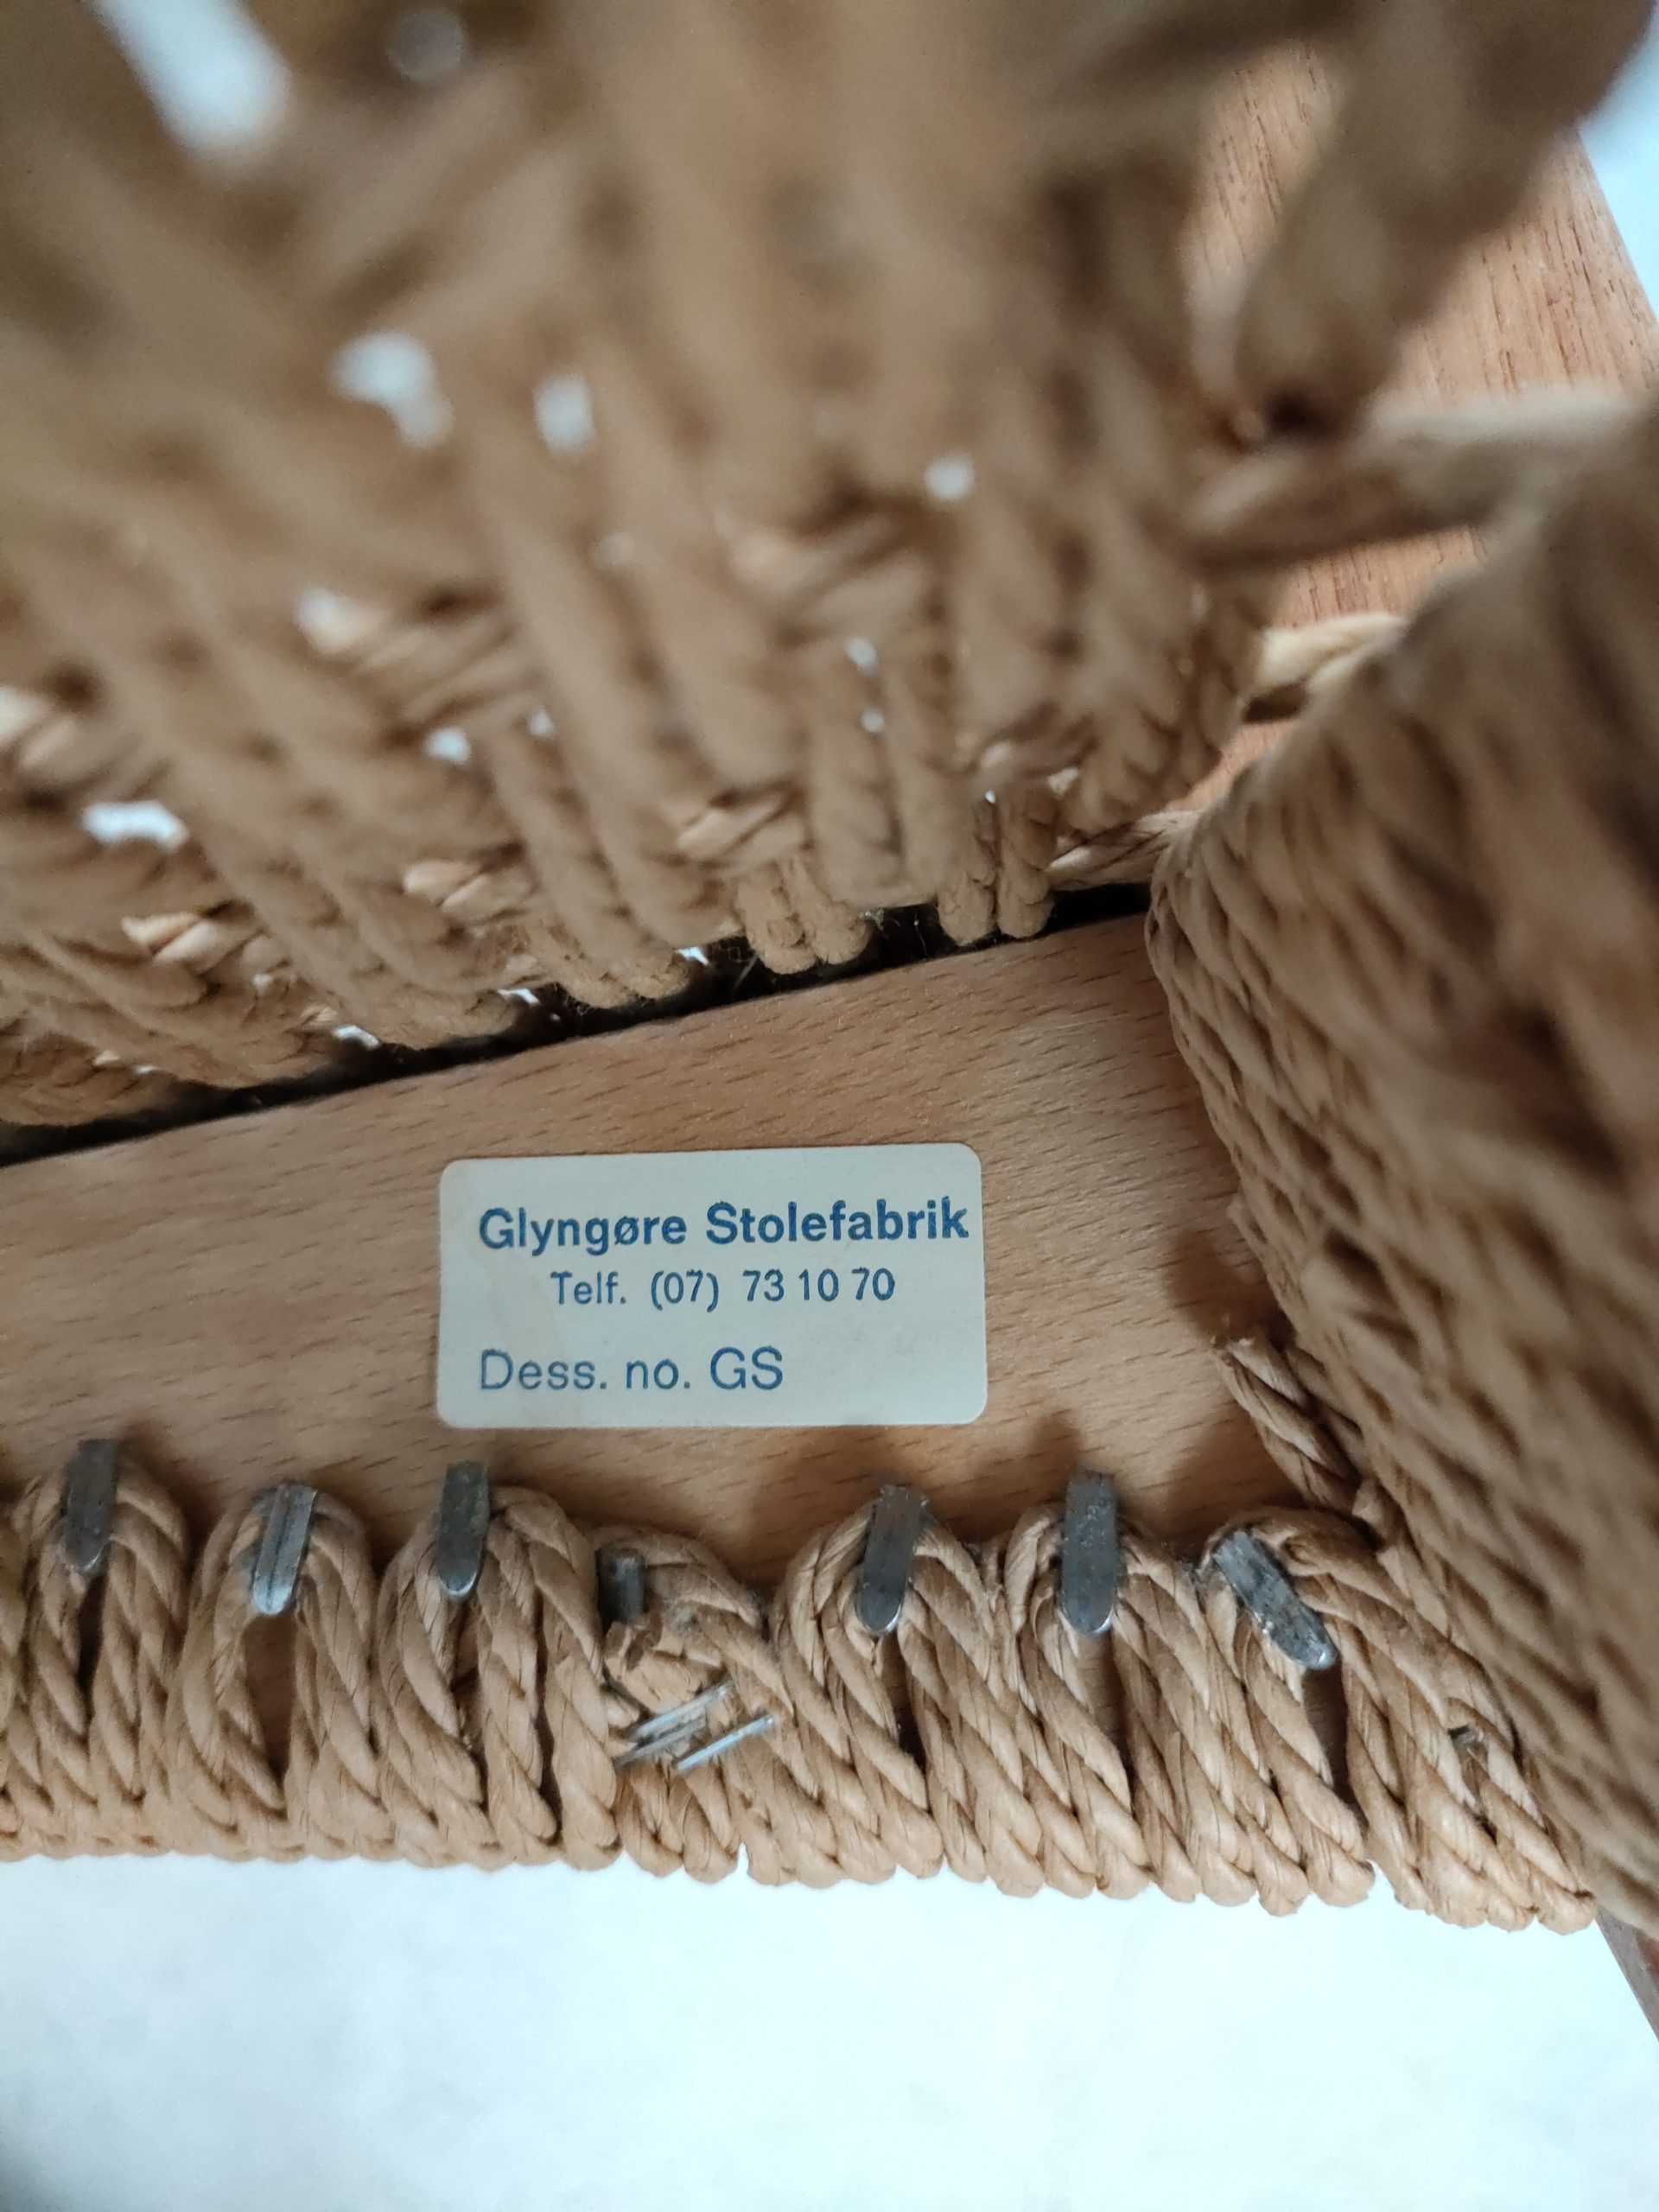 Glyngøre Stolefabrik
Telf. (07) 73 10 70
Dess. no. GS